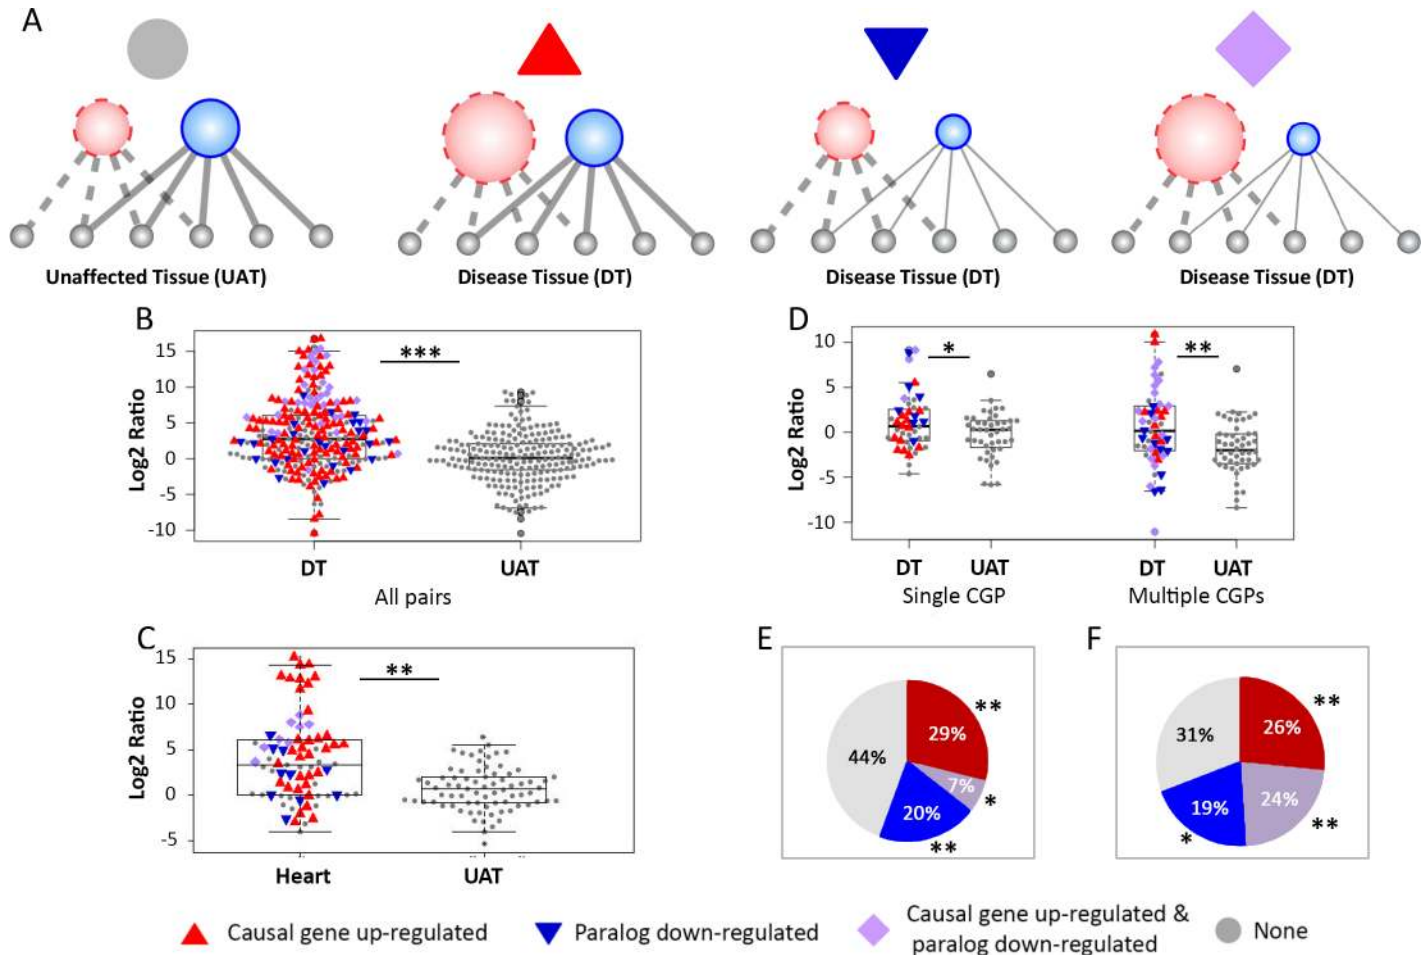 A
Unaffected Tissue (UAT)
Disease Tissue (DT)
Disease Tissue (DT)
Disease Tissue (DT)
B
Log2 Ratio
15
10
5
0
-5
-10
***
DT
UAT
All pairs
D
Log2 Ratio
10
5
0
-5
-10
*
**
DT
UAT
DT
UAT
Single CGP
Multiple CGPs
C
Log2 Ratio
15
10
5
0
-5
**
Heart
UAT
E
44%
29%
**
7%
*
20%
**
F
31%
26%
**
24%
**
19%
*
Causal gene up-regulated
Paralog down-regulated
Causal gene up-regulated &
paralog down-regulated
None